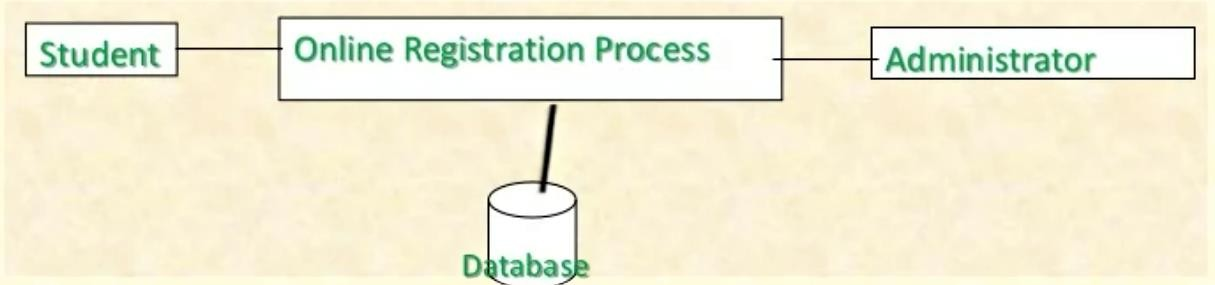 Student
Online Registration Process
Administrator
Database